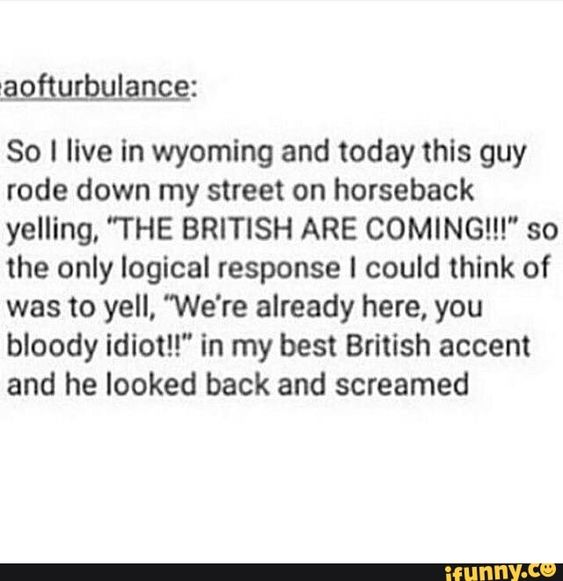 aofturbulance:
So I live in wyoming and today this guy
rode down my street on horseback
yelling, "THE BRITISH ARE COMING!!!" so
the only logical response I could think of
was to yell, "We're already here, you
bloody idiot!!" in my best British accent
and he looked back and screamed
ifunny.co